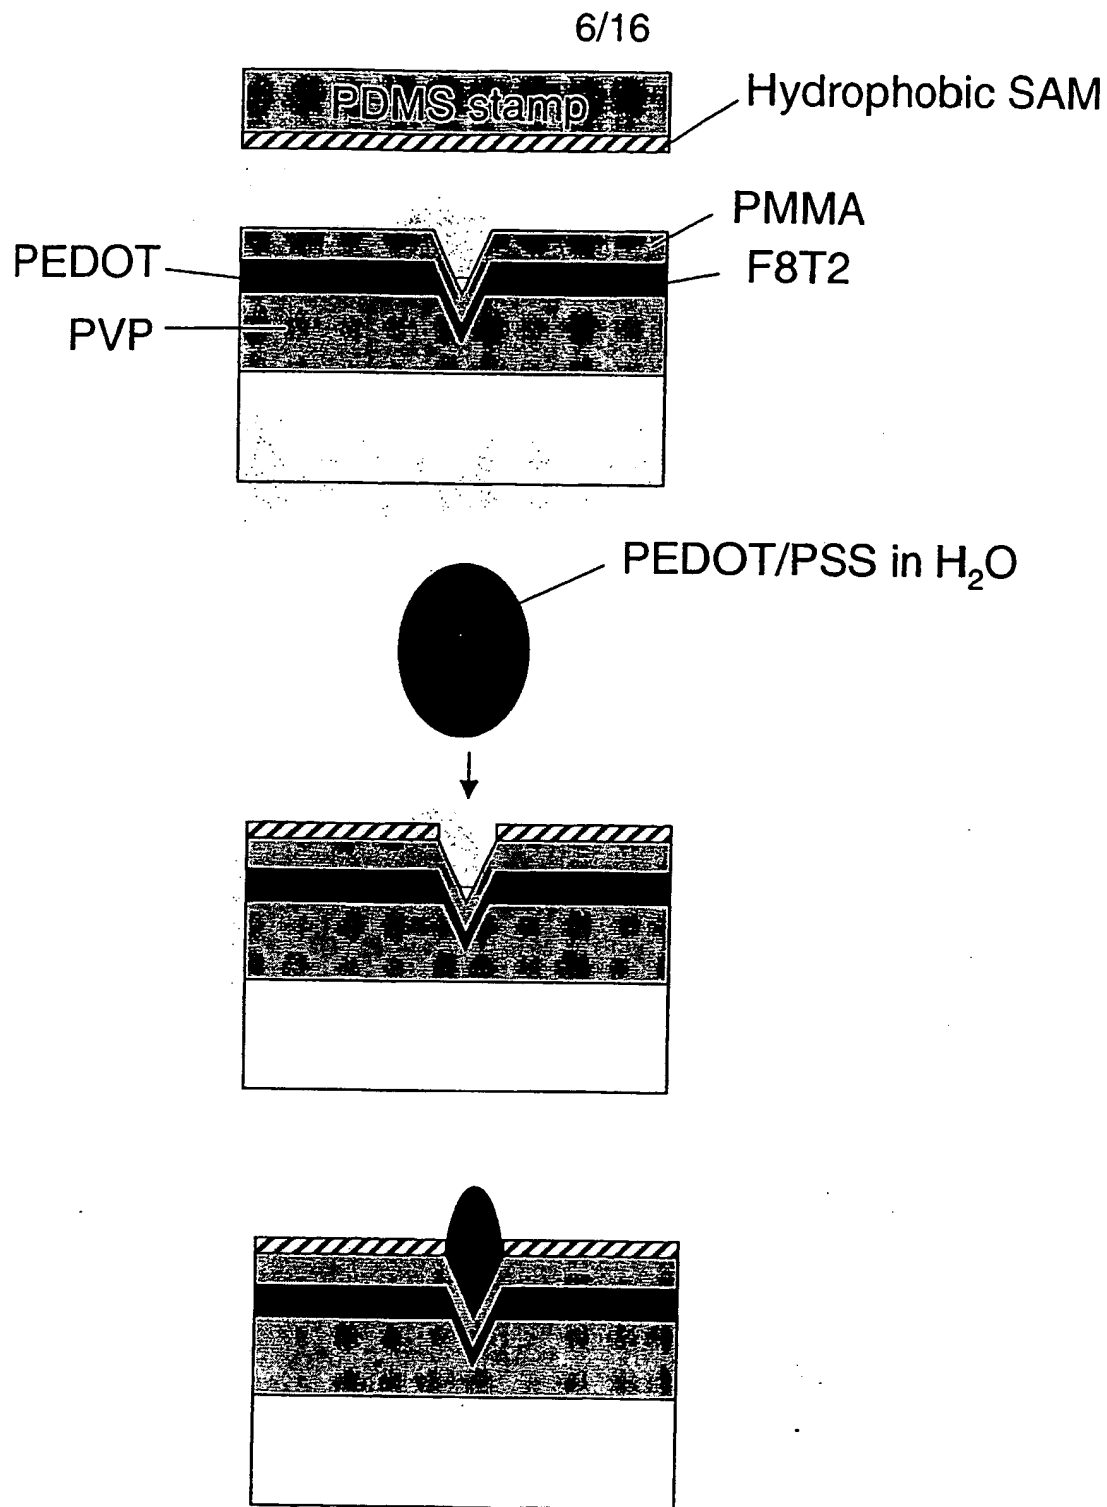 6/16
PDMS stamp
Hydrophobic SAM
PMMA
PEDOT
F8T2
PVP
PEDOT/PSS in H₂O